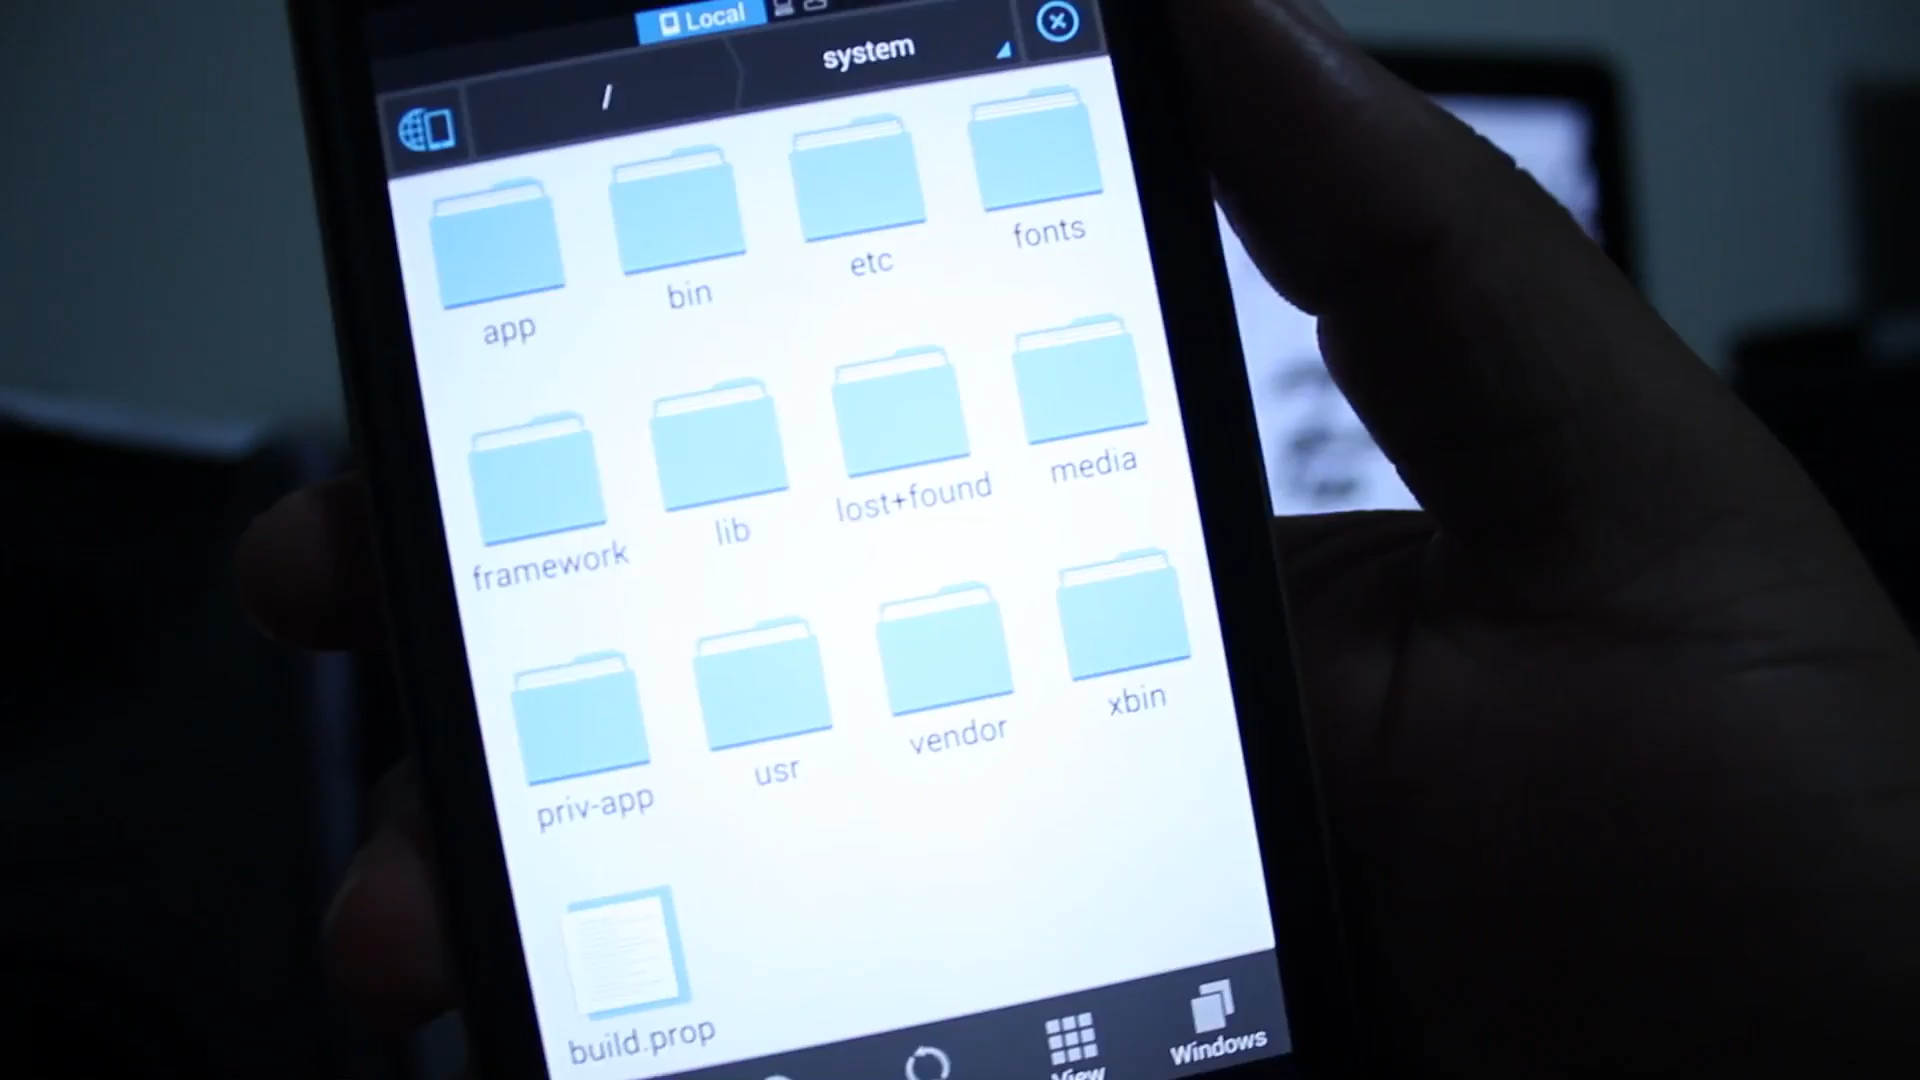 Local
/
system
app
bin
etc
fonts
framework
lib
lost+found
media
priv-app
usr
vendor
xbin
build.prop
View
Windows